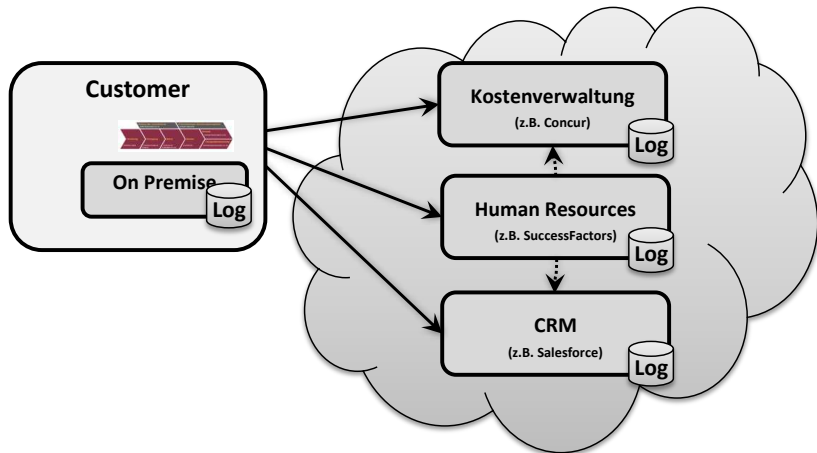 Customer
On Premise
Log
Kostenverwaltung
(z.B. Concur)
Log
Human Resources
(z.B. SuccessFactors)
Log
CRM
(z.B. Salesforce)
Log